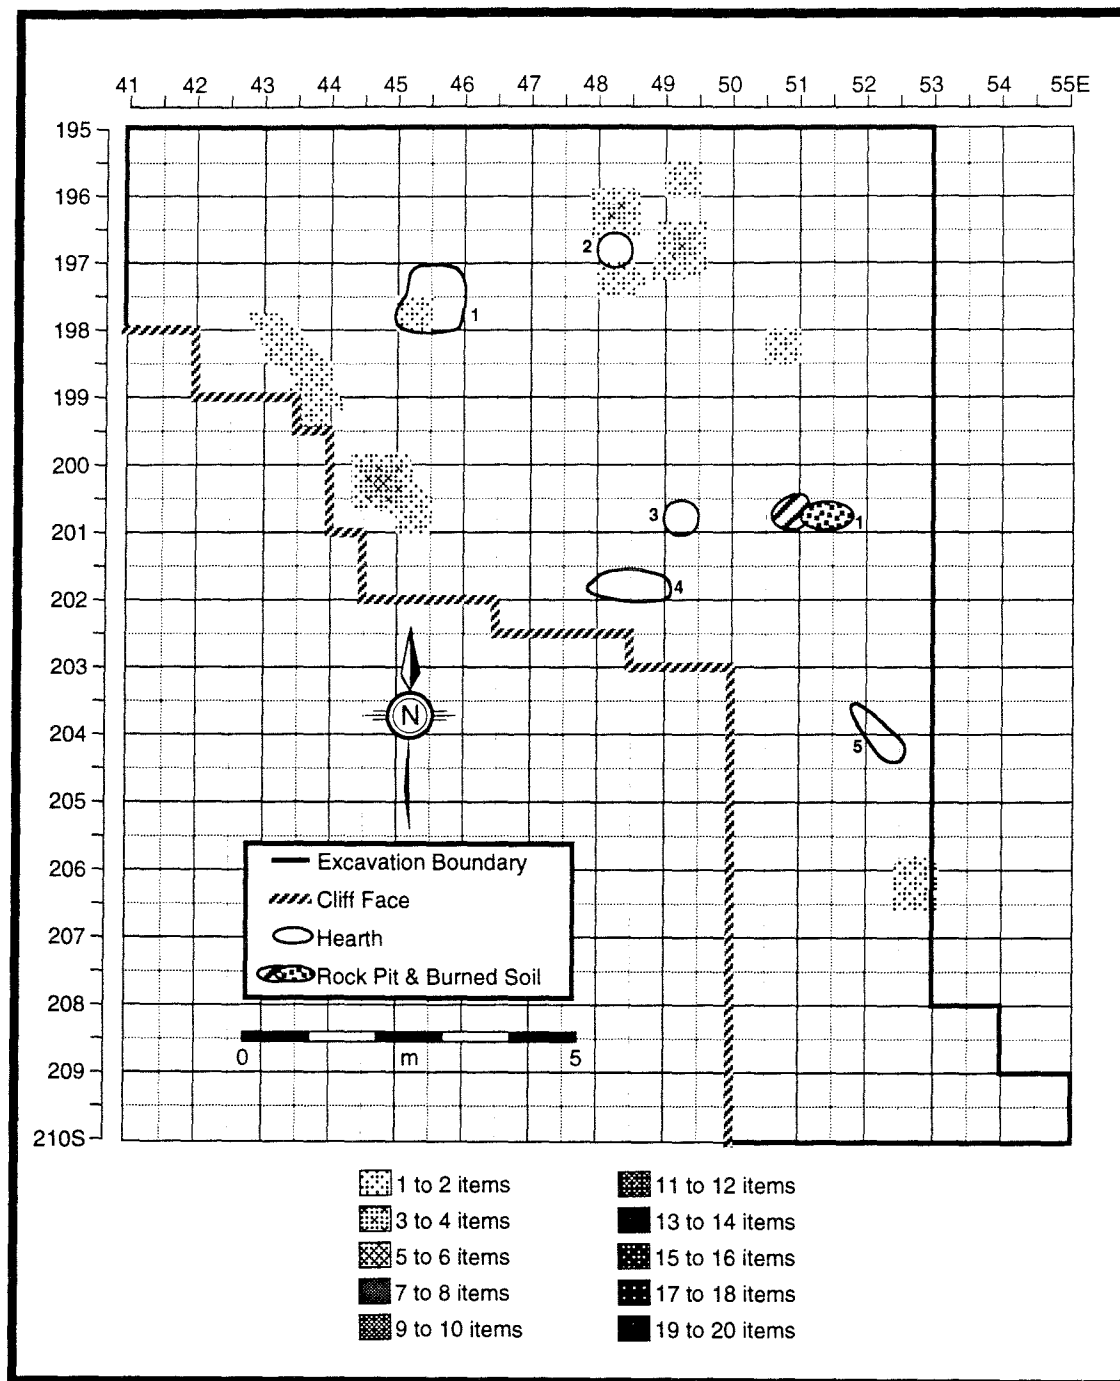 41 42 43 44 45 46 47 48 49 50 51 52 53 54 55E
195
196
2
197
1
198
199
200
3 1
201
4
202
203
N
204
5
205
Excavation Boundary
206
Cliff Face
Hearth
207
Rock Pit & Burned Soil
208
0 m 5
209
210S
1 to 2 items 11 to 12 items
3 to 4 items 13 to 14 items
5 to 6 items 15 to 16 items
7 to 8 items 17 to 18 items
9 to 10 items 19 to 20 items